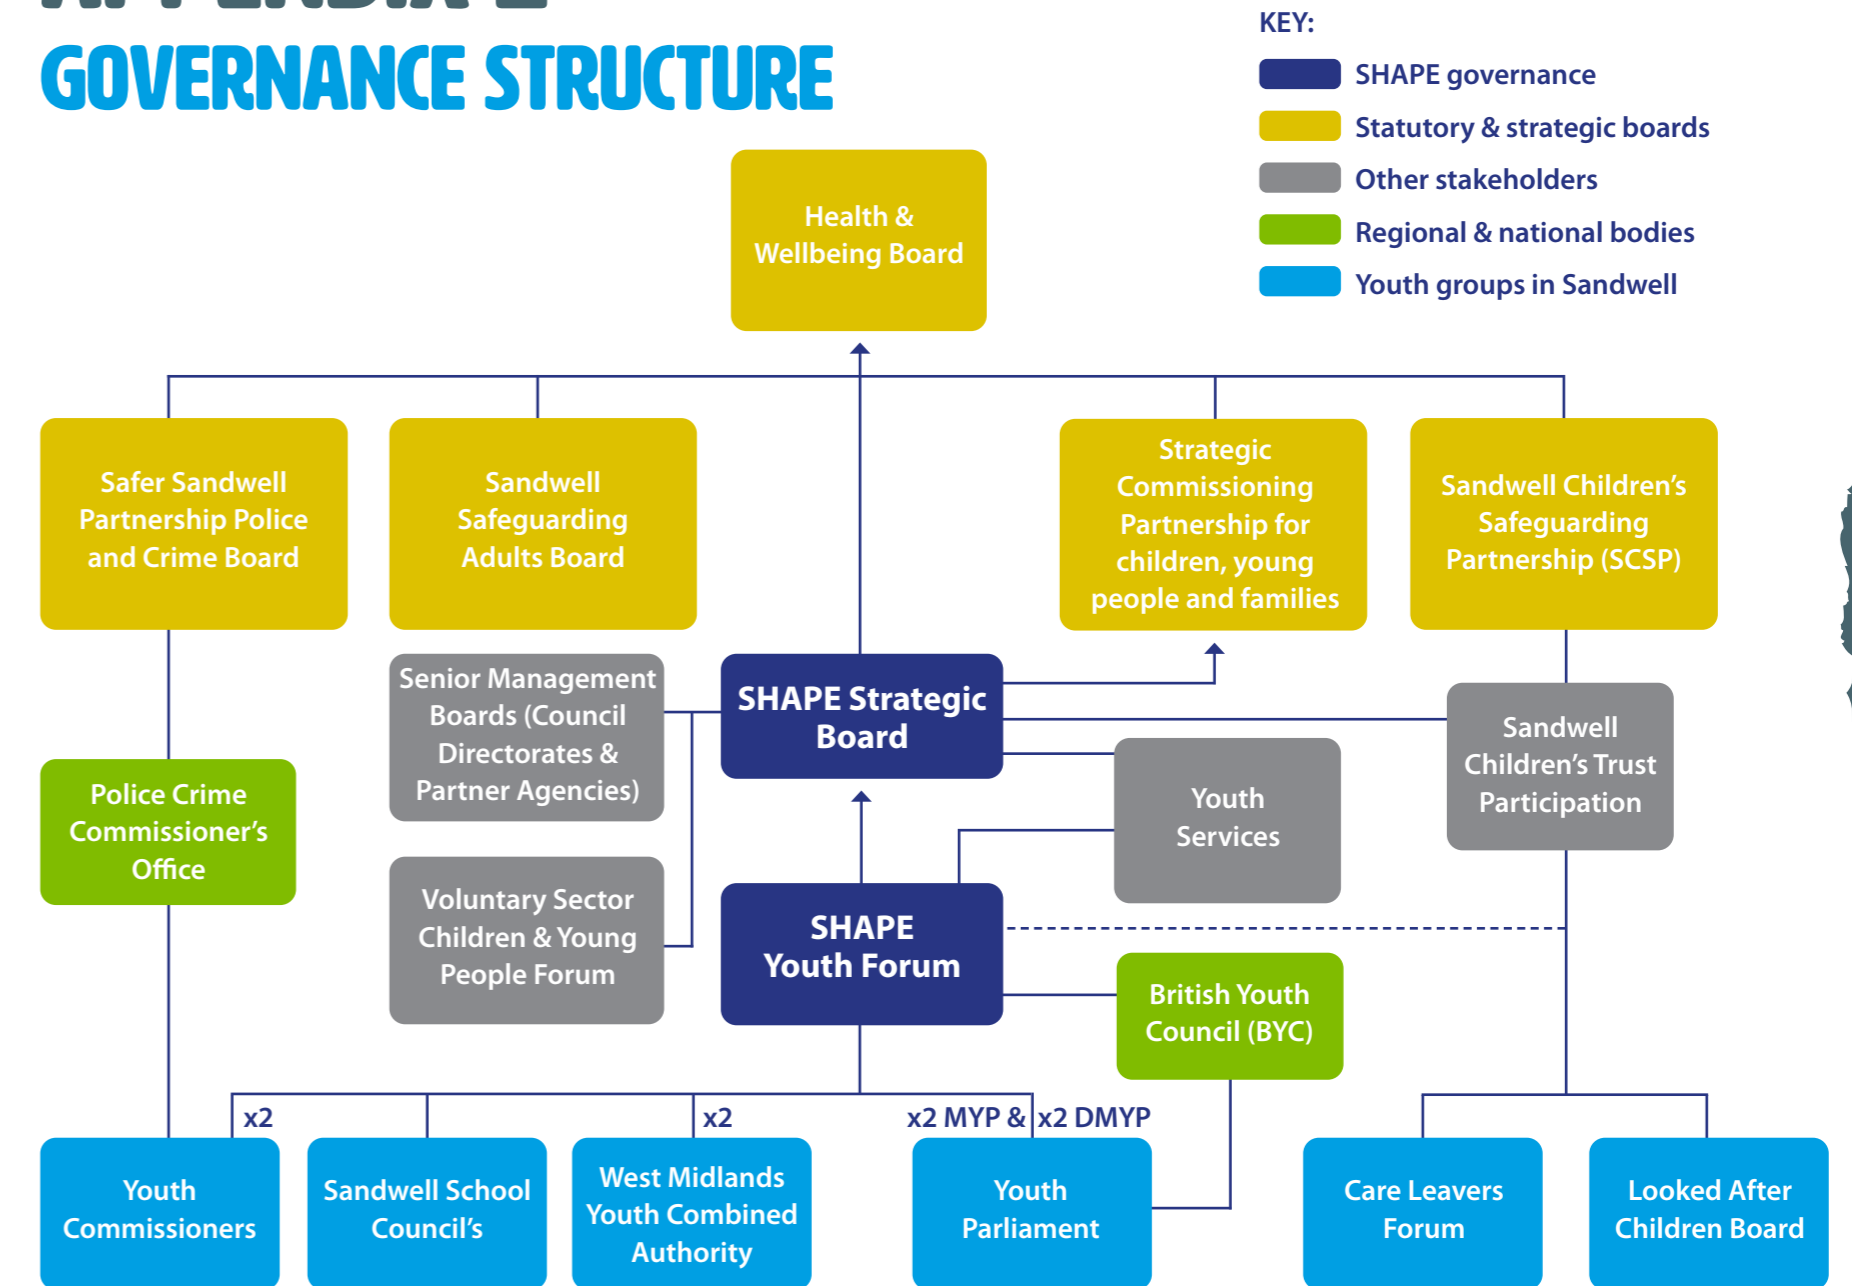 GOVERNANCE STRUCTURE
KEY:
SHAPE governance
Statutory & strategic boards
Other stakeholders
Regional & national bodies
Youth groups in Sandwell
Health &
Wellbeing Board
Safer Sandwell
Partnership Police
and Crime Board
Sandwell
Safeguarding
Adults Board
Strategic
Commissioning
Partnership for
children, young
people and families
Sandwell Children’s
Safeguarding
Partnership (SCSP)
Senior Management
Boards (Council
Directorates &
Partner Agencies)
SHAPE Strategic
Board
Sandwell
Children’s Trust
Participation
Police Crime
Commissioner’s
Office
Youth
Services
Voluntary Sector
Children & Young
People Forum
SHAPE
Youth Forum
British Youth
Council (BYC)
x2
x2
x2 MYP & x2 DMYP
Youth
Commissioners
Sandwell School
Council’s
West Midlands
Youth Combined
Authority
Youth
Parliament
Care Leavers
Forum
Looked After
Children Board